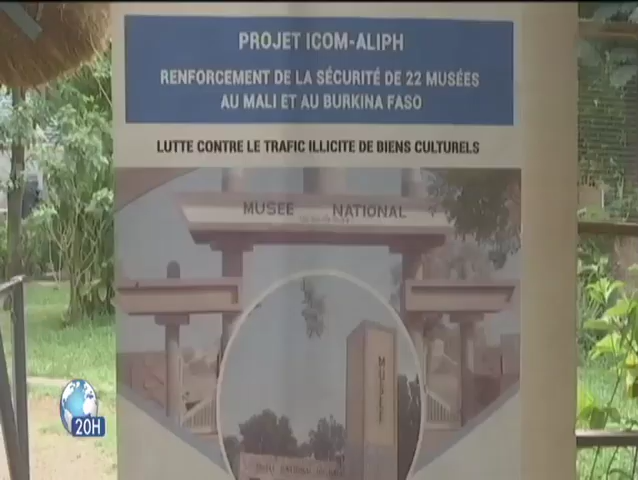 PROJET ICOM-ALIPH
RENFORCEMENT DE LA SÉCURITÉ DE 22 MUSÉES
AU MALI ET AU BURKINA FASO
LUTTE CONTRE LE TRAFIC ILLICITE DE BIENS CULTURELS
MUSEE NATIONAL
20H